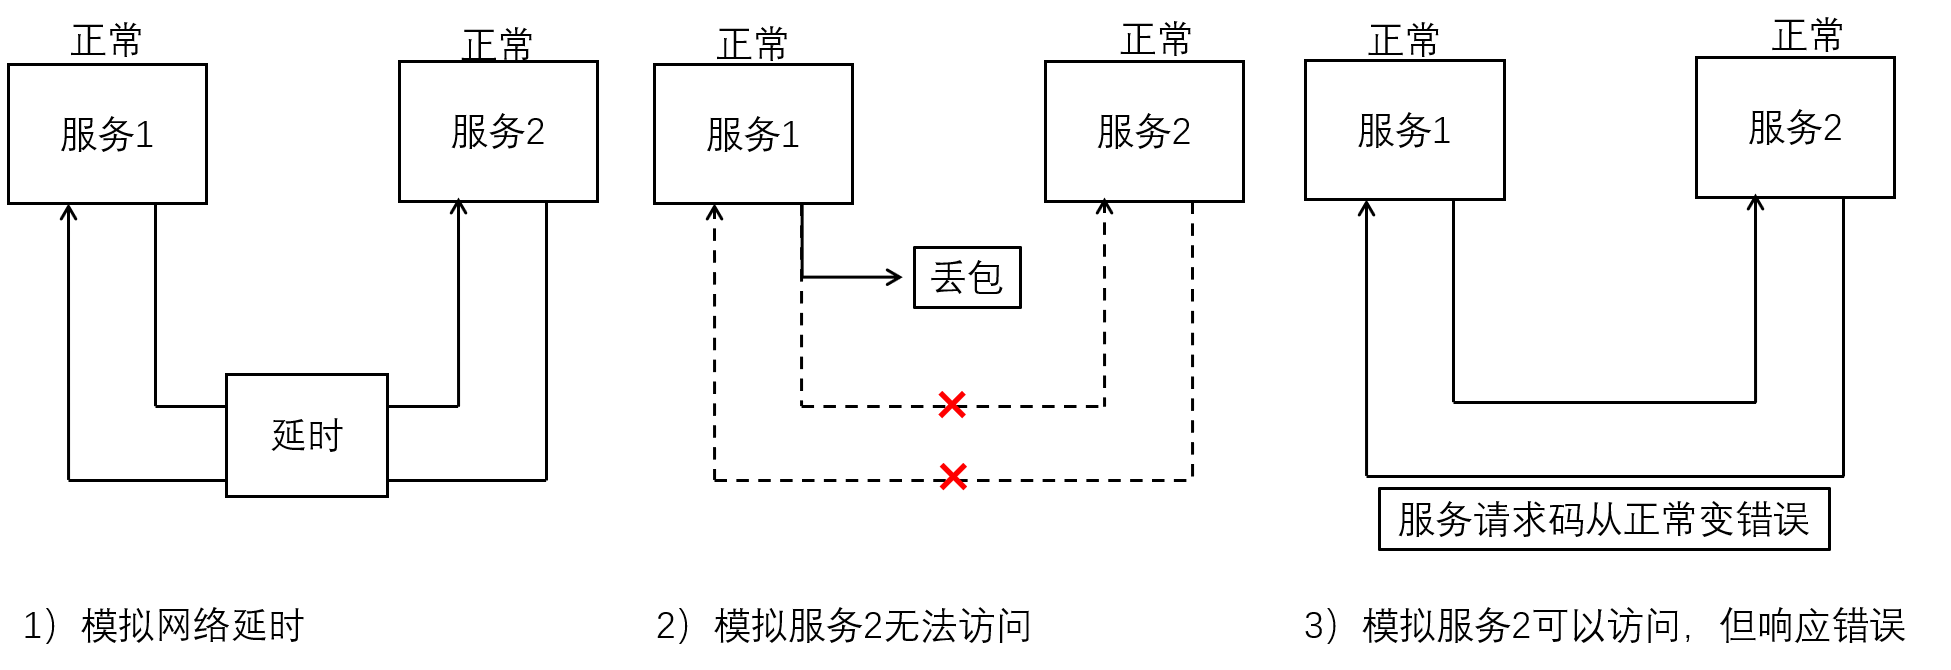 正常
正常
服务1
服务2
延时
1）模拟网络延时
正常
正常
服务1
服务2
丢包
2）模拟服务2无法访问
正常
正常
服务1
服务2
服务请求码从正常变错误
3）模拟服务2可以访问，但响应错误